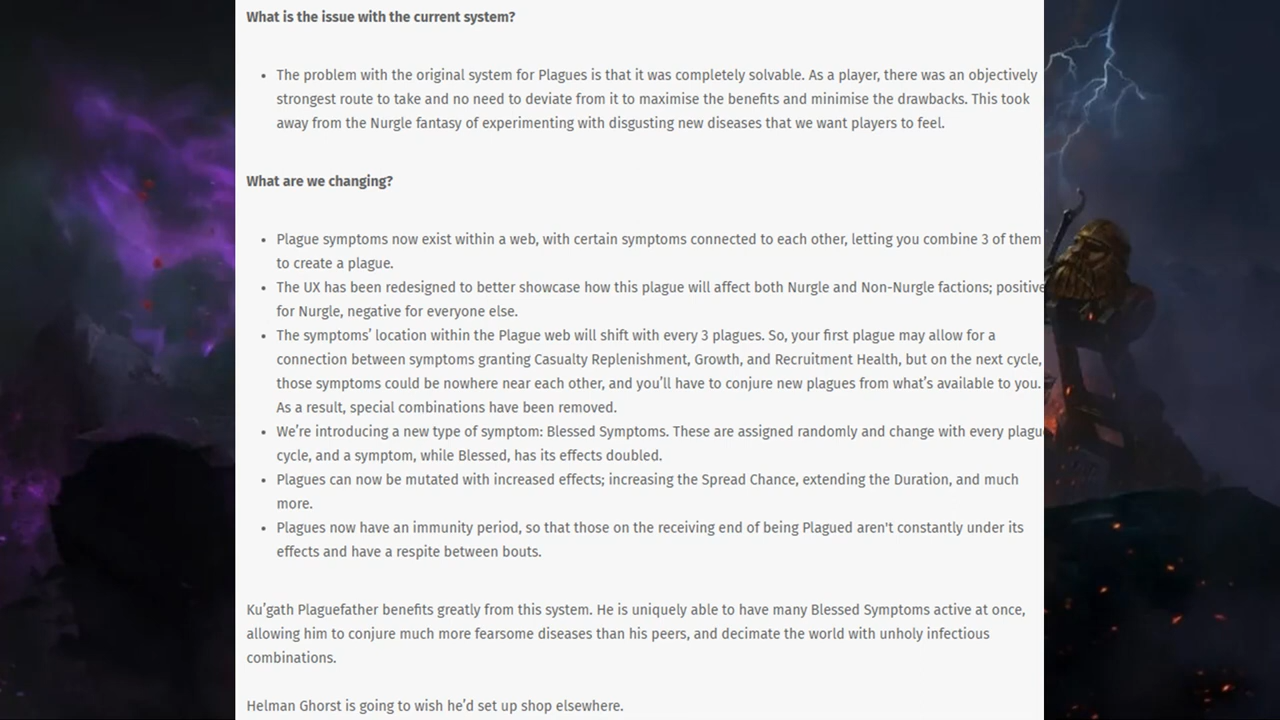 What is the issue with the current system?
• The problem with the original system for Plagues is that it was completely solvable. As a player, there was an objectively
strongest route to take and no need to deviate from it to maximise the benefits and minimise the drawbacks. This took
away from the Nurgle fantasy of experimenting with disgusting new diseases that we want players to feel.
What are we changing?
• Plague symptoms now exist within a web, with certain symptoms connected to each other, letting you combine 3 of them
to create a plague.
• The UX has been redesigned to better showcase how this plague will affect both Nurgle and Non-Nurgle factions; positive
for Nurgle, negative for everyone else.
• The symptoms’ location within the Plague web will shift with every 3 plagues. So, your first plague may allow for a
connection between symptoms granting Casualty Replenishment, Growth, and Recruitment Health, but on the next cycle,
those symptoms could be nowhere near each other, and you’ll have to conjure new plagues from what’s available to you.
As a result, special combinations have been removed.
• We’re introducing a new type of symptom: Blessed Symptoms. These are assigned randomly and change with every plagu
cycle, and a symptom, while Blessed, has its effects doubled.
• Plagues can now be mutated with increased effects; increasing the Spread Chance, extending the Duration, and much
more.
• Plagues now have an immunity period, so that those on the receiving end of being Plagued aren't constantly under its
effects and have a respite between bouts.
Ku’gath Plaguefather benefits greatly from this system. He is uniquely able to have many Blessed Symptoms active at once,
allowing him to conjure much more fearsome diseases than his peers, and decimate the world with unholy infectious
combinations.
Helman Ghorst is going to wish he’d set up shop elsewhere.